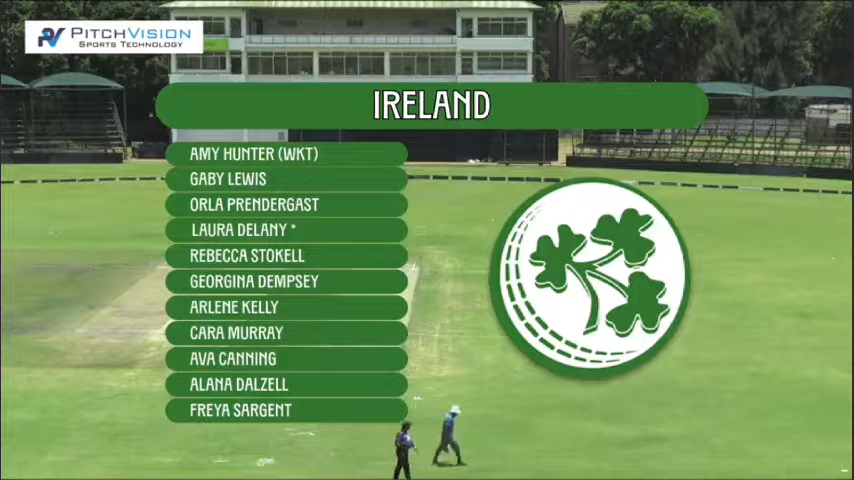 PITCHVISION
SPORTS TECHNOLOGY
IRELAND
AMY HUNTER (WKT)
GABY LEWIS
ORLA PRENDERGAST
LAURA DELANY *
REBECCA STOKELL
GEORGINA DEMPSEY
ARLENE KELLY
CARA MURRAY
AVA CANNING
ALANA DALZELL
FREYA SARGENT